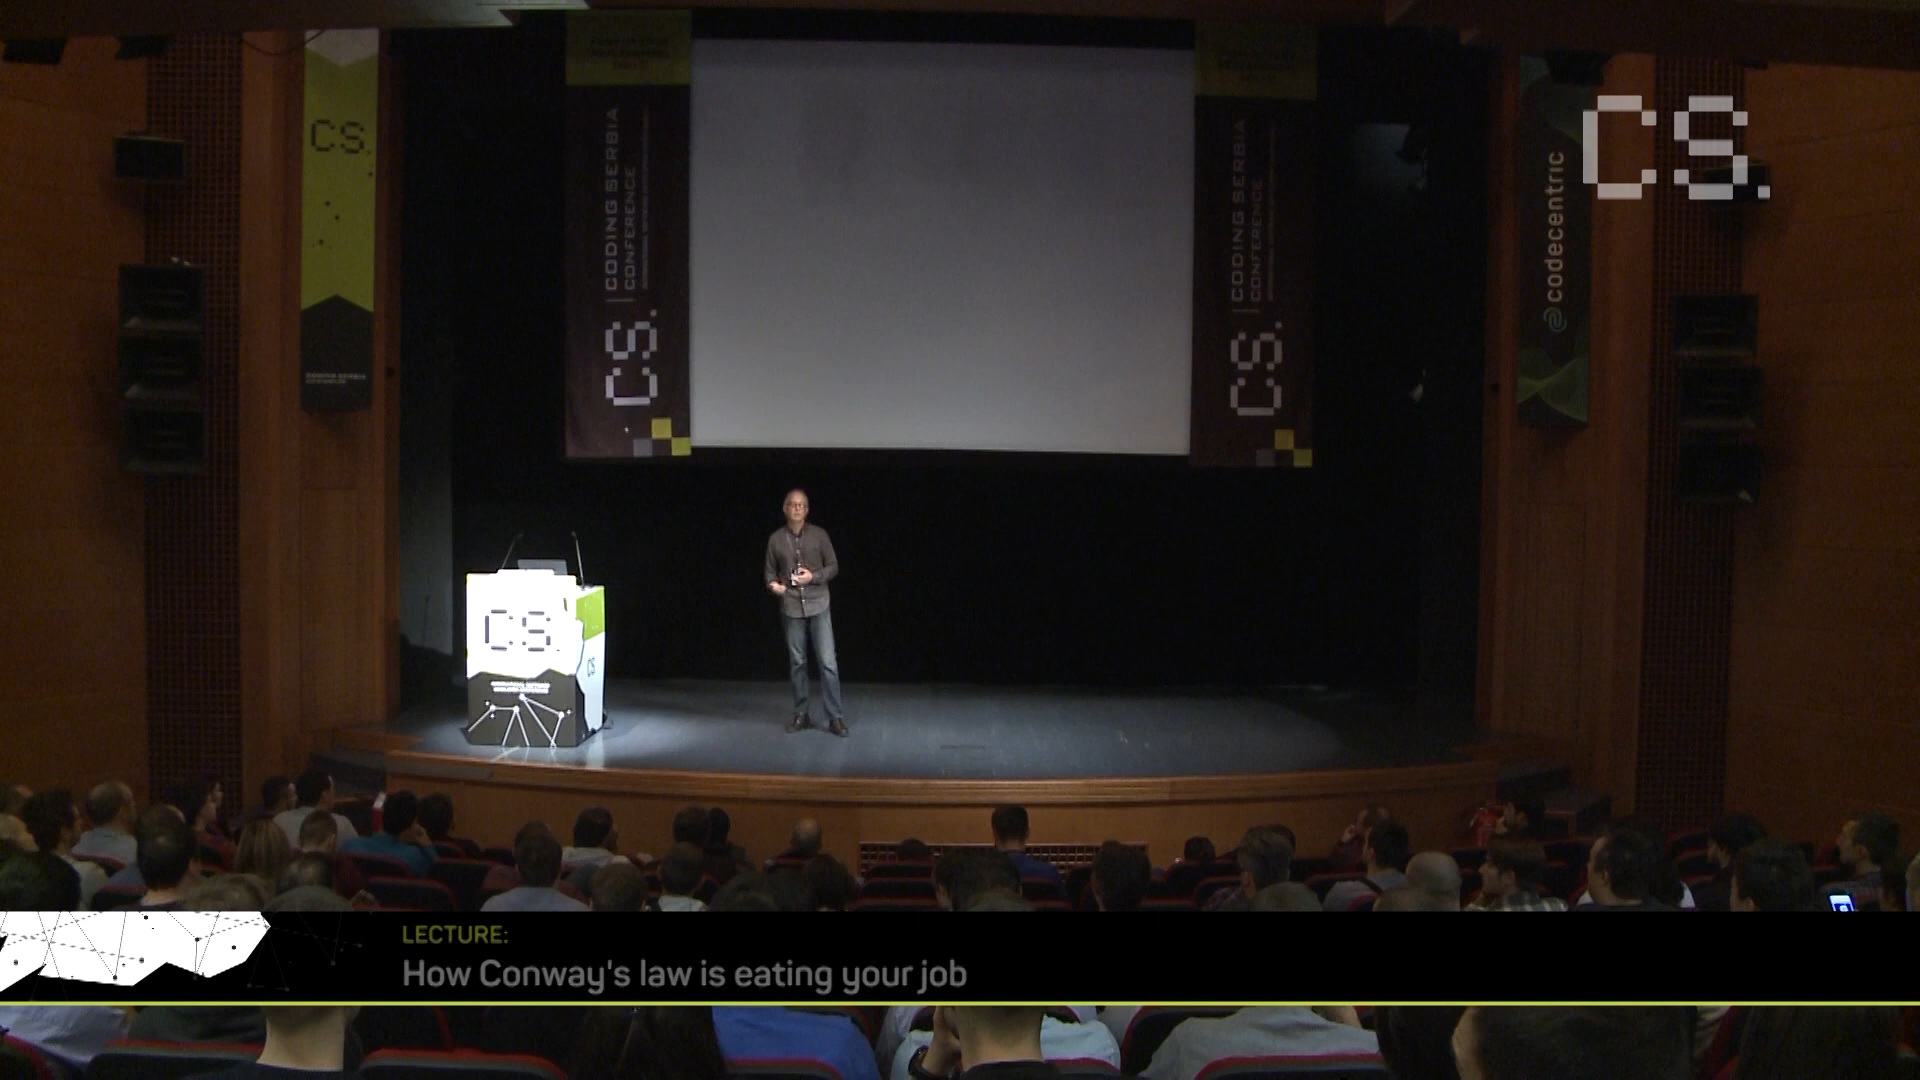 CS.
CS.
CODING SERBIA
CONFERENCE
CS.
CODING SERBIA
CONFERENCE
CS.
codecentric
CS.
CS
LECTURE:
How Conway's law is eating your job